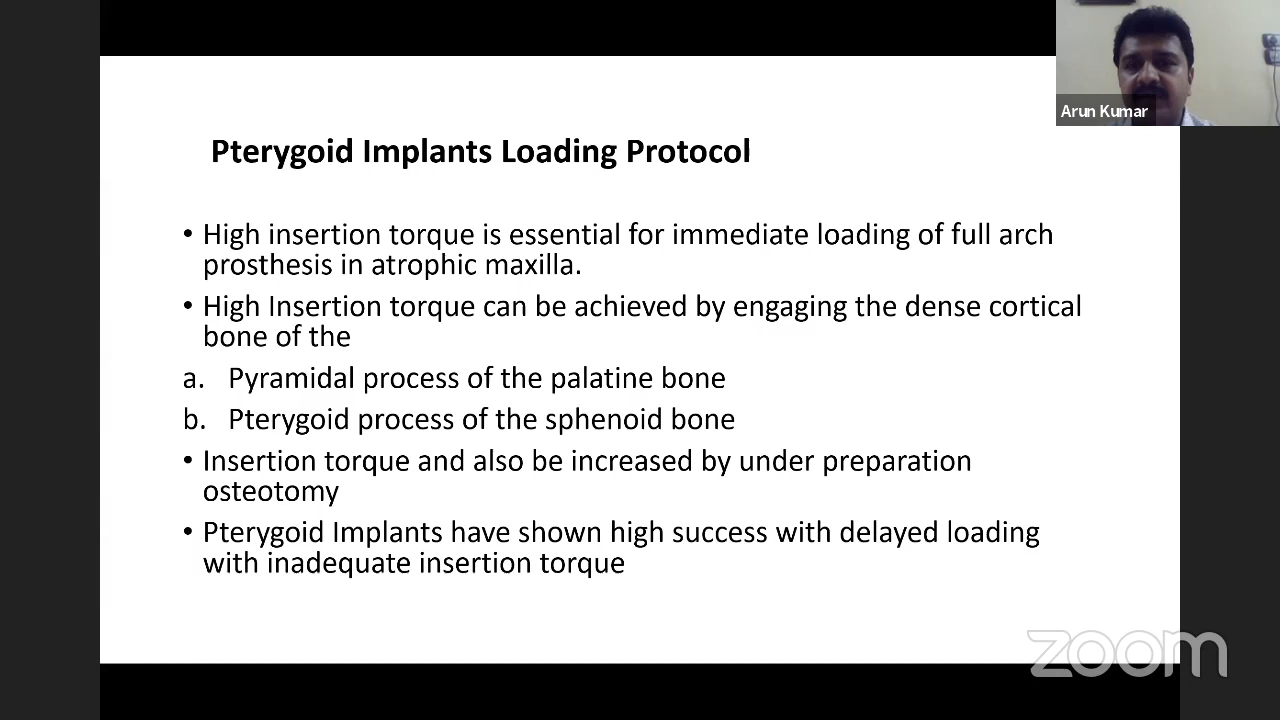 Arun Kumar
Pterygoid Implants Loading Protocol
• High insertion torque is essential for immediate loading of full arch
prosthesis in atrophic maxilla.
• High Insertion torque can be achieved by engaging the dense cortical
bone of the
a. Pyramidal process of the palatine bone
b. Pterygoid process of the sphenoid bone
• Insertion torque and also be increased by under preparation
osteotomy
• Pterygoid Implants have shown high success with delayed loading
with inadequate insertion torque
zoom